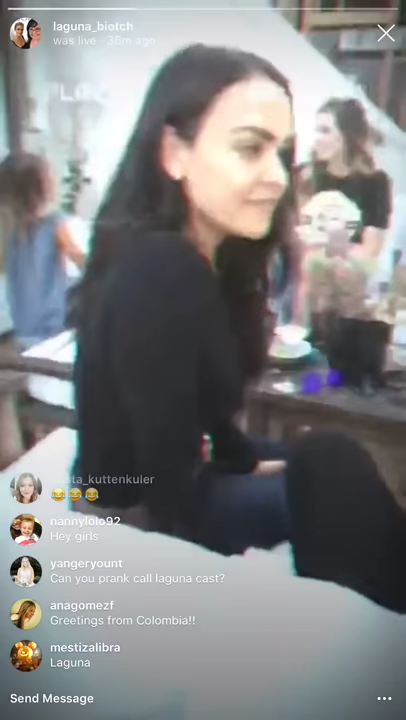 laguna_biotch
was live · 36m ago
sta_kuttenkuler
😂 😂 😂
nannylolo92
Hey girls
yangeryount
Can you prank call laguna cast?
anagomezf
Greetings from Colombia!!
mestizalibra
Laguna
Send Message